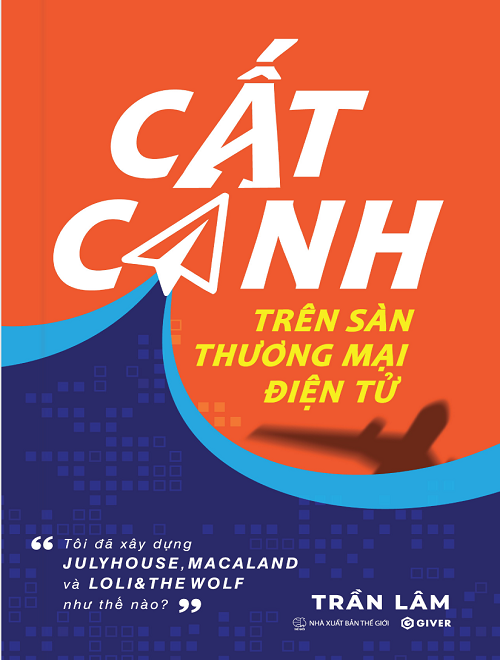 CẤT
CANH
TRÊN SÀN
THƯƠNG MẠI
ĐIỆN TỬ
“ Tôi đã xây dựng
JULYHOUSE, MACALAND
và LOLI&THE WOLF
như thế nào? ”
TRẦN LÂM
NHÀ XUẤT BẢN THẾ GIỚI GIVER